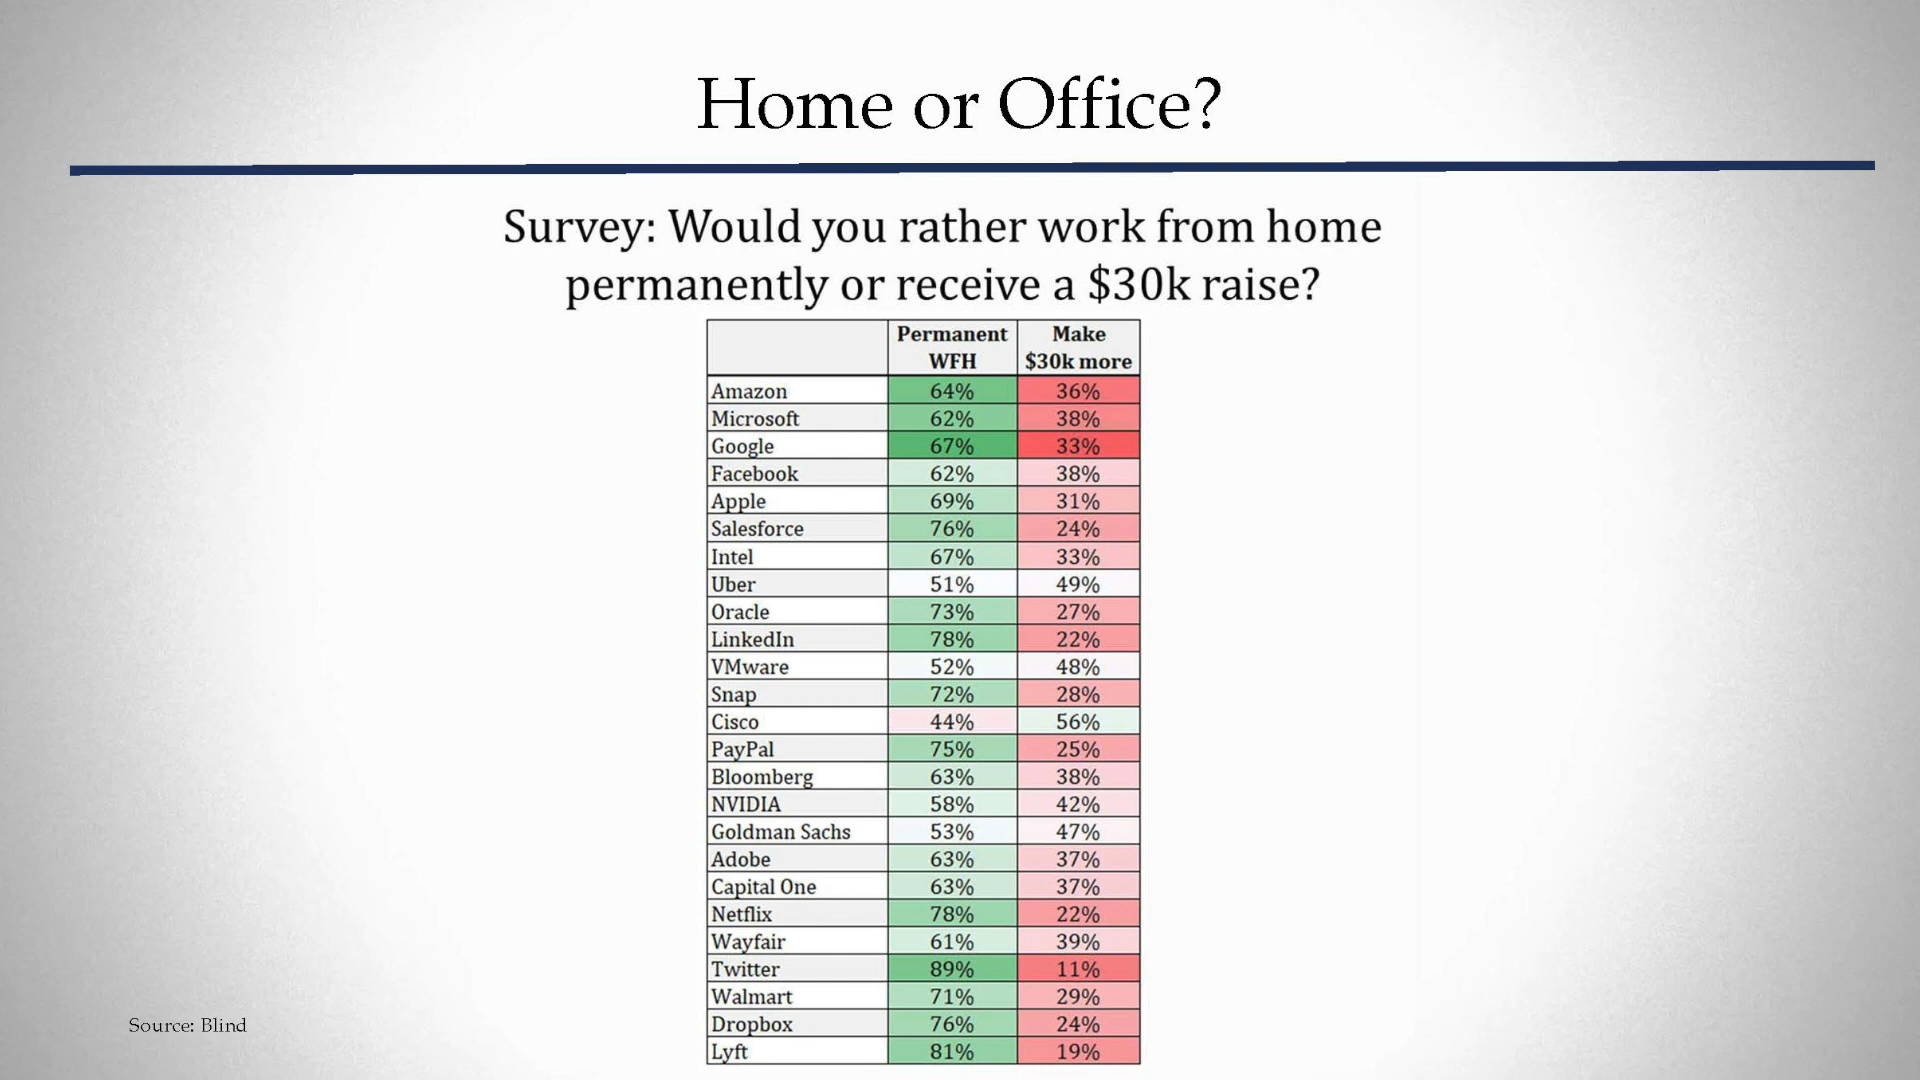 Home or Office?
Survey: Would you rather work from home
permanently or receive a $30k raise?
Permanent WFH Make $30k more
Amazon 64% 36%
Microsoft 62% 38%
Google 67% 33%
Facebook 62% 38%
Apple 69% 31%
Salesforce 76% 24%
Intel 67% 33%
Uber 51% 49%
Oracle 73% 27%
LinkedIn 78% 22%
VMware 52% 48%
Snap 72% 28%
Cisco 44% 56%
PayPal 75% 25%
Bloomberg 63% 38%
NVIDIA 58% 42%
Goldman Sachs 53% 47%
Adobe 63% 37%
Capital One 63% 37%
Netflix 78% 22%
Wayfair 61% 39%
Twitter 89% 11%
Walmart 71% 29%
Dropbox 76% 24%
Lyft 81% 19%
Source: Blind